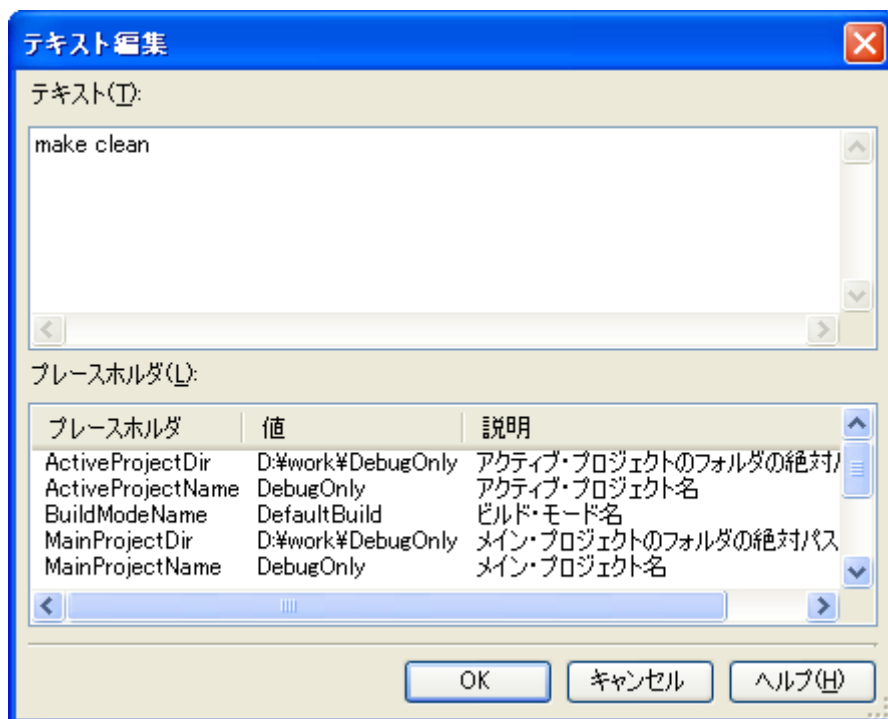 テキスト編集
テキスト(T):
make clean
プレースホルダ(L):
プレースホルダ 値 説明
ActiveProjectDir D:¥work¥DebugOnly アクティブ・プロジェクトのフォルダの絶対パ
ActiveProjectName DebugOnly アクティブ・プロジェクト名
BuildModeName DefaultBuild ビルド・モード名
MainProjectDir D:¥work¥DebugOnly メイン・プロジェクトのフォルダの絶対パス
MainProjectName DebugOnly メイン・プロジェクト名
OK キャンセル ヘルプ(H)